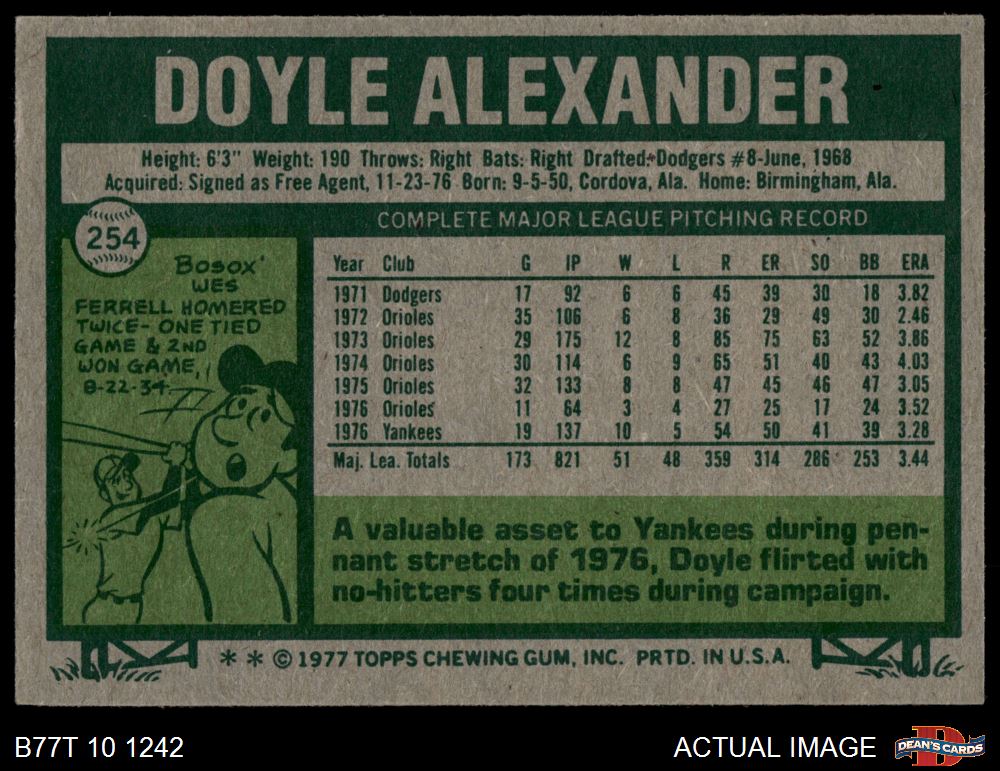 DOYLE ALEXANDER
Height: 6'3" Weight: 190 Throws: Right Bats: Right Drafted: Dodgers #8-June, 1968
Acquired: Signed as Free Agent, 11-23-76 Born: 9-5-50, Cordova, Ala. Home: Birmingham, Ala.
254
BOSOX'
WES
FERRELL HOMERED
TWICE- ONE TIED
GAME & 2ND
WON GAME,
8-22-34
COMPLETE MAJOR LEAGUE PITCHING RECORD
Year Club G IP W L R ER SO BB ERA
1971 Dodgers 17 92 6 6 45 39 30 18 3.82
1972 Orioles 35 106 6 8 36 29 49 30 2.46
1973 Orioles 29 175 12 8 85 75 63 52 3.86
1974 Orioles 30 114 6 9 65 51 40 43 4.03
1975 Orioles 32 133 8 8 47 45 46 47 3.05
1976 Orioles 11 64 3 4 27 25 17 24 3.52
1976 Yankees 19 137 10 5 54 50 41 39 3.28
Maj. Lea. Totals 173 821 51 48 359 314 286 253 3.44
A valuable asset to Yankees during pen-
nant stretch of 1976, Doyle flirted with
no-hitters four times during campaign.
* * © 1977 TOPPS CHEWING GUM, INC. PRTD. IN U.S.A.
B77T 10 1242
ACTUAL IMAGE
DEAN'S CARDS